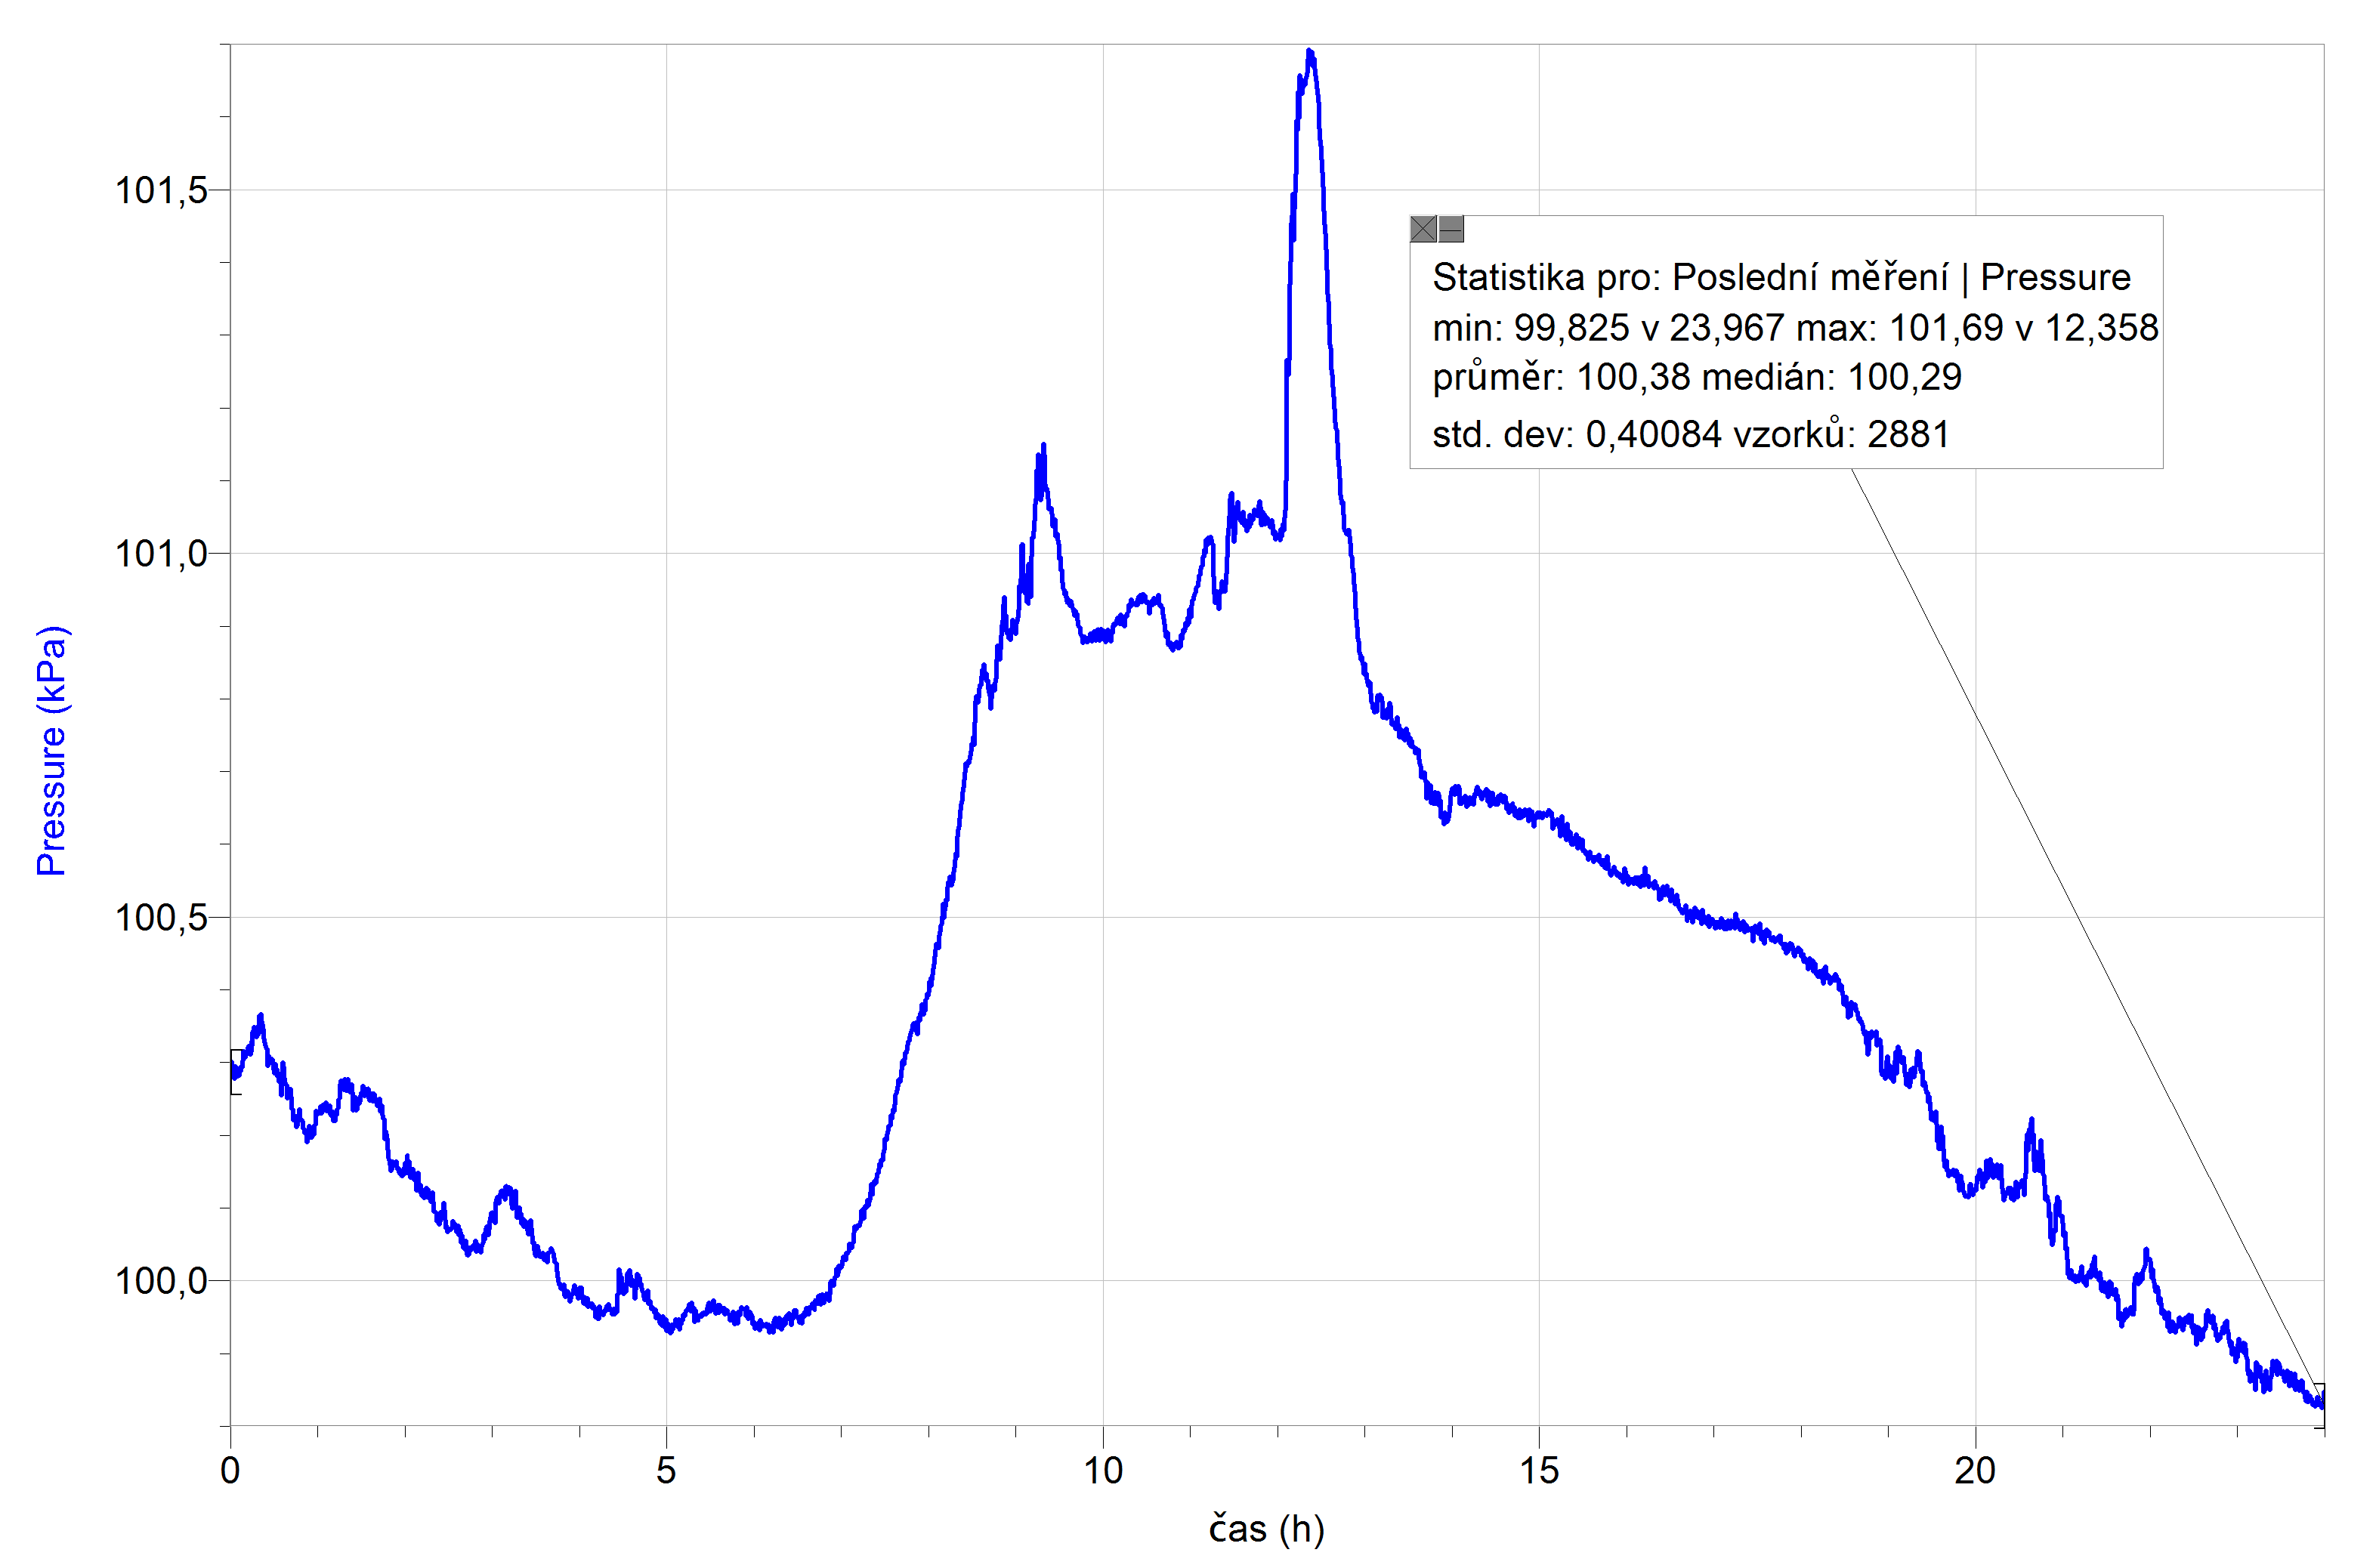 101,5
101,0
100,5
100,0
Pressure (kPa)
Statistika pro: Poslední měření | Pressure
min: 99,825 v 23,967 max: 101,69 v 12,358
průměr: 100,38 medián: 100,29
std. dev: 0,40084 vzorků: 2881
0 5 10 15 20
čas (h)